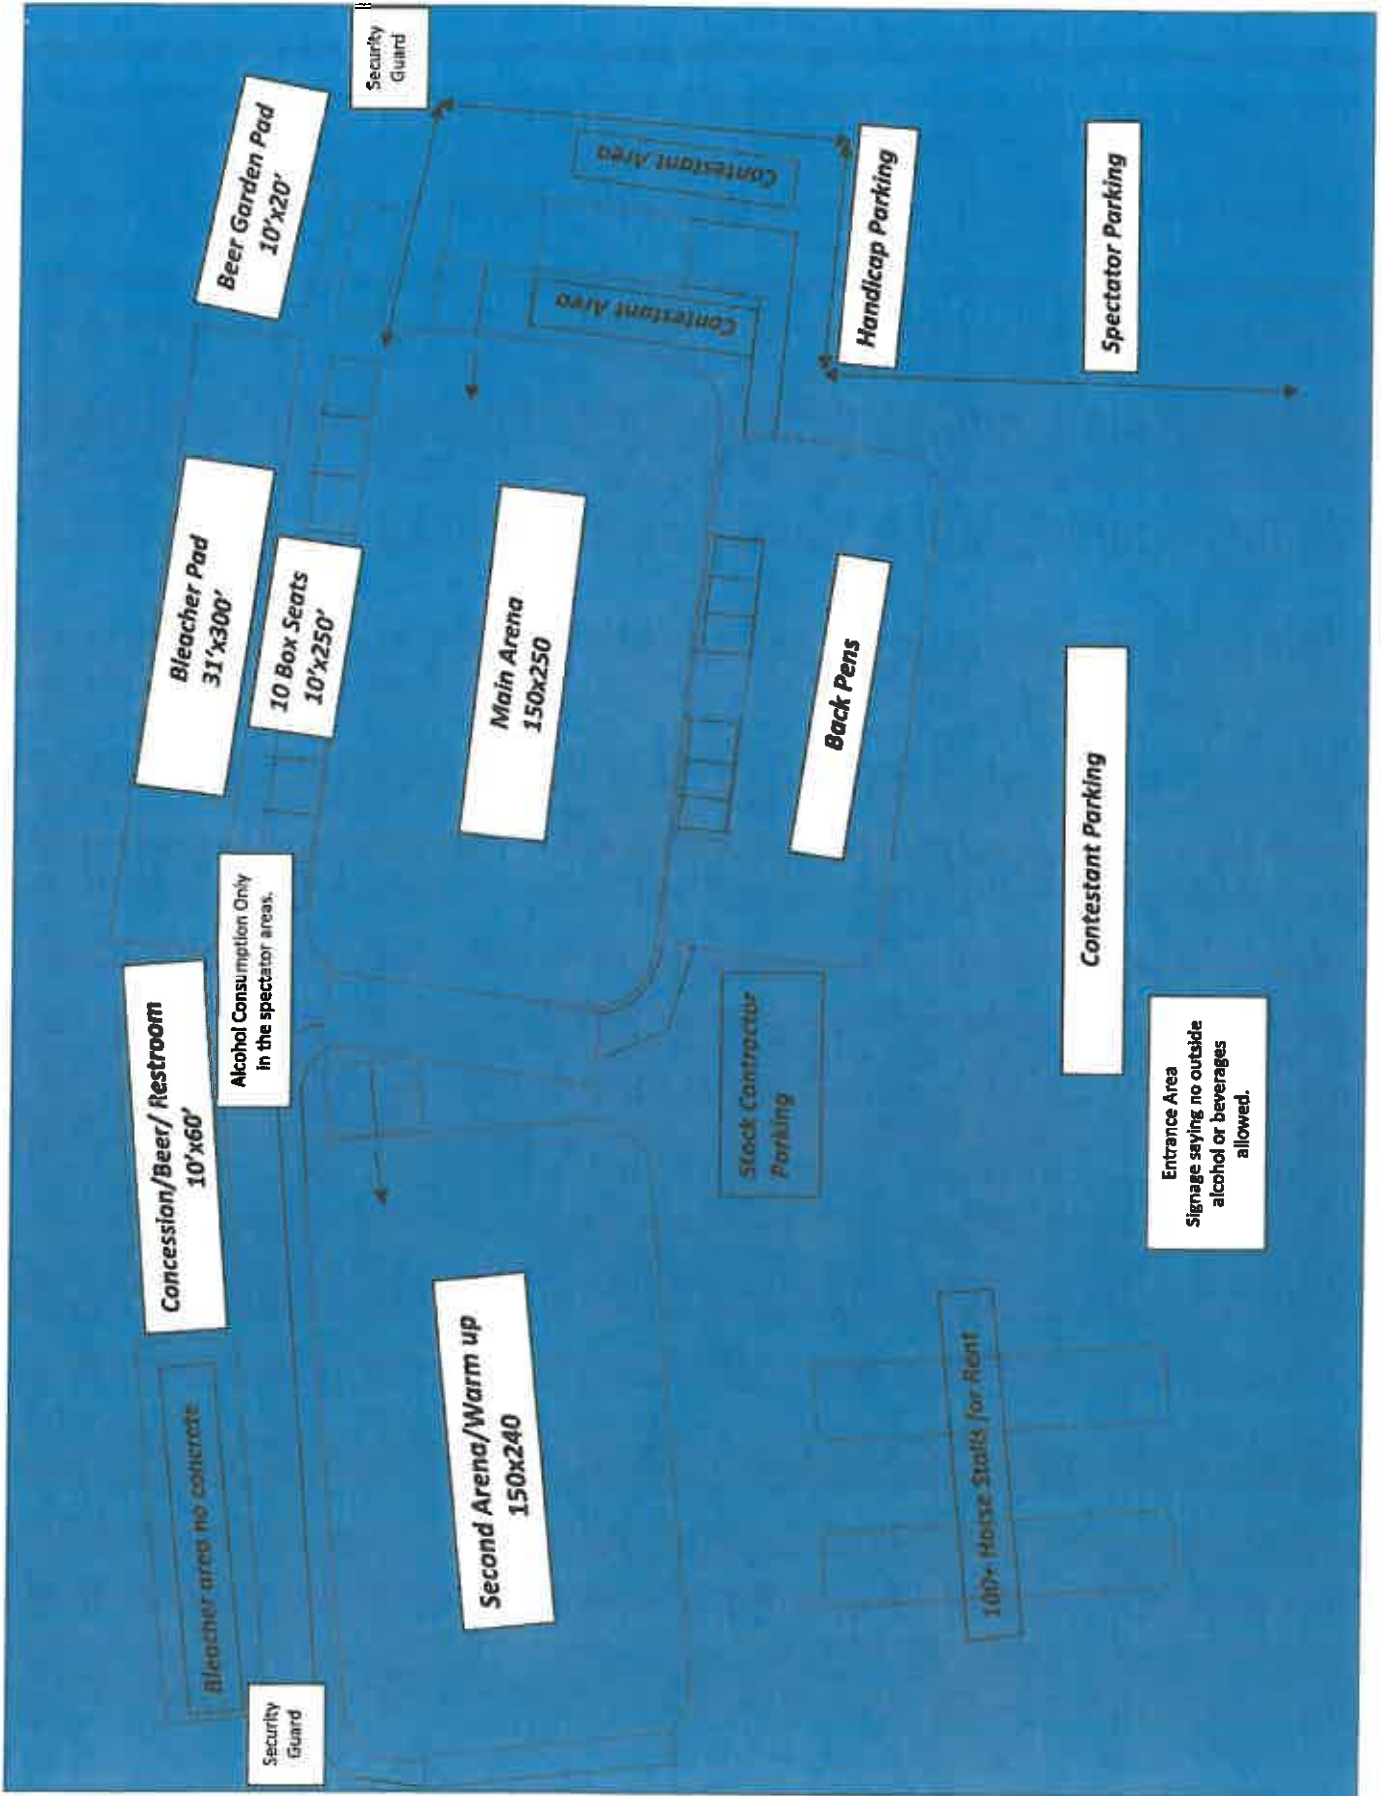 Security
Guard
Bleacher area no concrete
Concession/Beer/ Restroom
10'x60'
Alcohol Consumption Only
in the spectator areas.
Bleacher Pad
31'x300'
10 Box Seats
10'x250'
Beer Garden Pad
10'x20'
Security
Guard
Second Arena/Warm up
150x240
Main Arena
150x250
Contestant Area
Contestant Area
Stock Contractor
Parking
Back Pens
Handicap Parking
100+ Horse Stalls for Rent
Entrance Area
Signage saying no outside
alcohol or beverages
allowed.
Contestant Parking
Spectator Parking